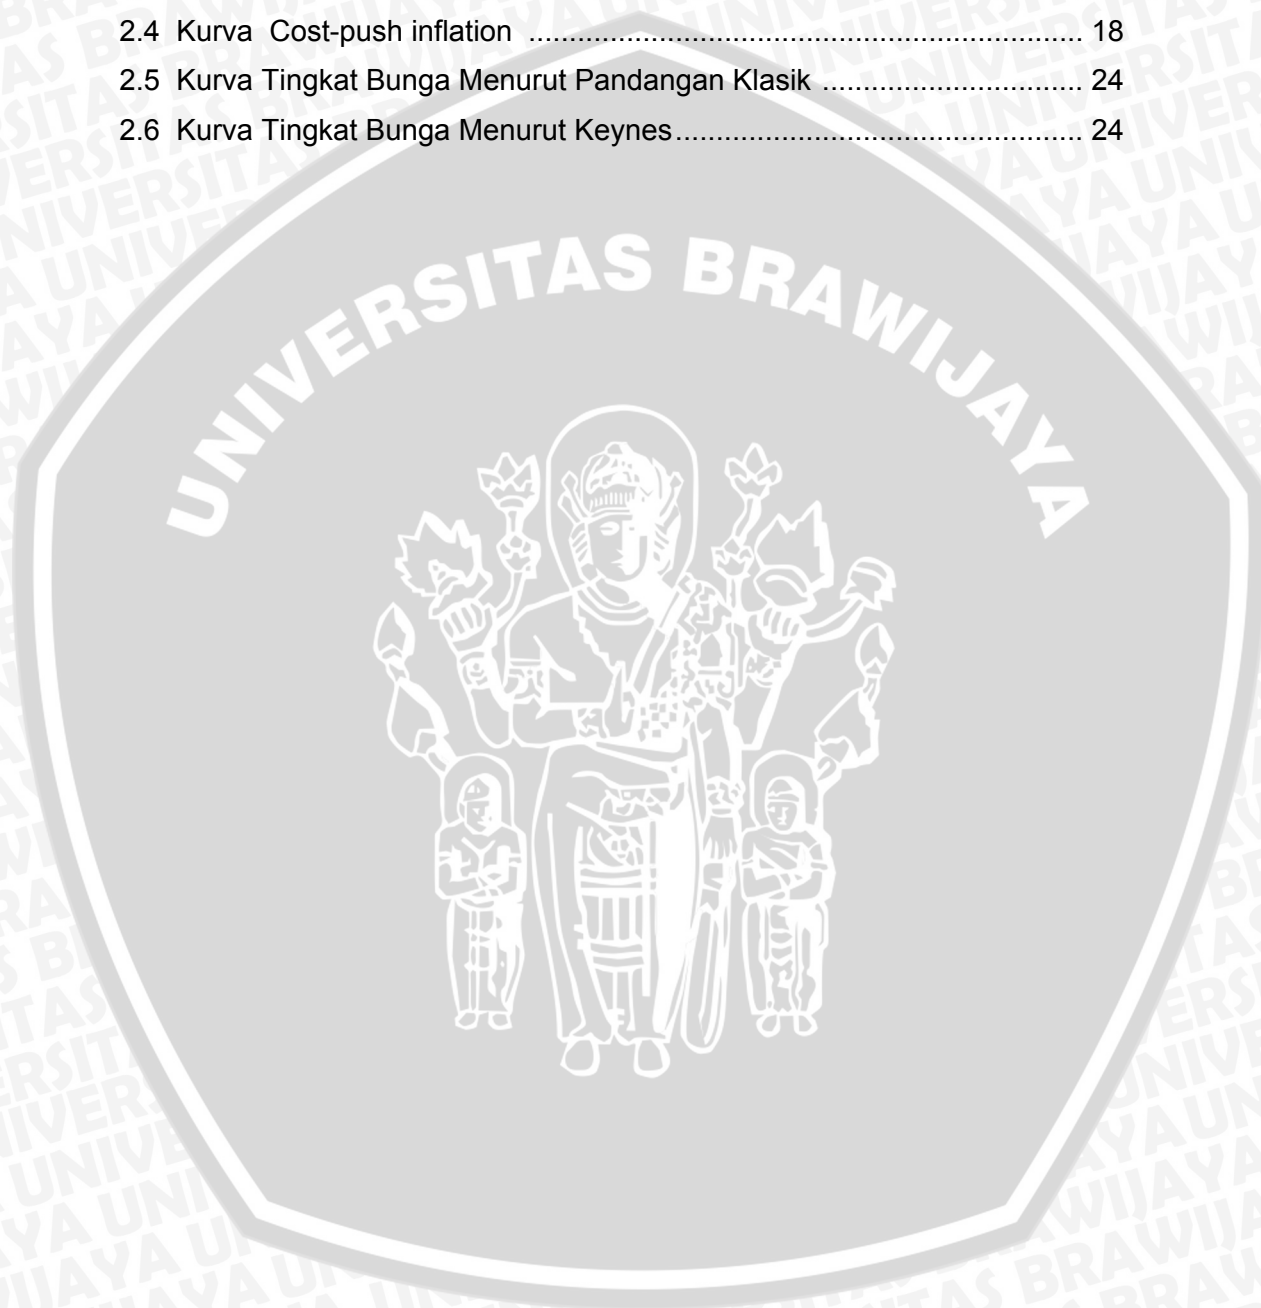 2.4 Kurva Cost-push inflation .................................................................... 18
2.5 Kurva Tingkat Bunga Menurut Pandangan Klasik ................................ 24
2.6 Kurva Tingkat Bunga Menurut Keynes.................................................. 24
UNIVERSITAS BRAWIJAYA